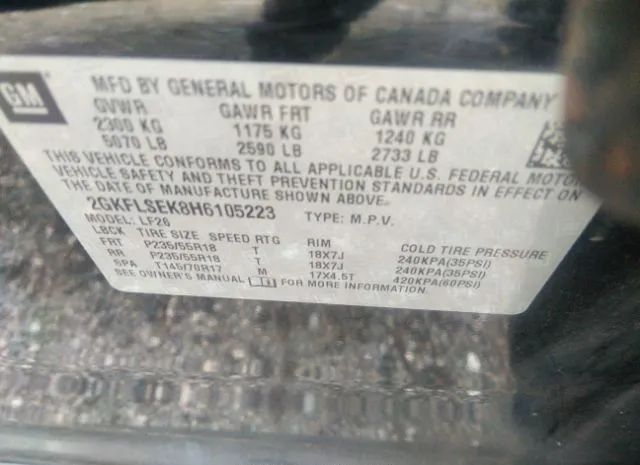 GM
MFD BY GENERAL MOTORS OF CANADA COMPANY
GVWR GAWR FRT GAWR RR
2300 KG 1175 KG 1240 KG
5070 LB 2590 LB 2733 LB
THIS VEHICLE CONFORMS TO ALL APPLICABLE U.S. FEDERAL MOTOR
VEHICLE SAFETY AND THEFT PREVENTION STANDARDS IN EFFECT ON
THE DATE OF MANUFACTURE SHOWN ABOVE.
2GKFLSEK8H6105223 TYPE: M.P.V.
MODEL: LF26
LBCK TIRE SIZE SPEED RTG RIM COLD TIRE PRESSURE
FRT P235/55R18 T 18X7J 240KPA(35PSI)
RR P235/55R18 T 18X7J 240KPA(35PSI)
SPA T145/70R17 M 17X4.5T 420KPA(60PSI)
SEE OWNER'S MANUAL FOR MORE INFORMATION.